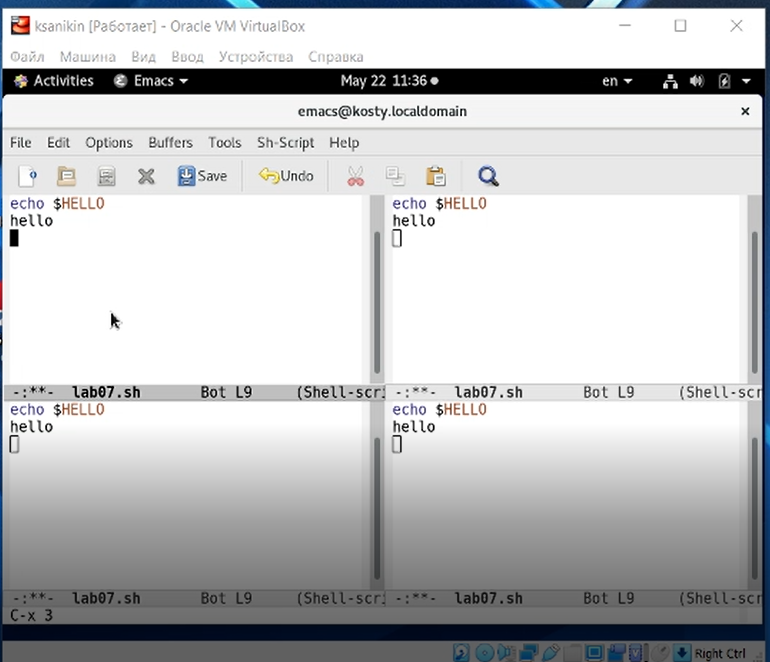 ksanikin [Работает] - Oracle VM VirtualBox
Файл Машина Вид Ввод Устройства Справка
Activities Emacs May 22 11:36 en
emacs@kosty.localdomain
File Edit Options Buffers Tools Sh-Script Help
Save Undo
echo $HELLO
hello
echo $HELLO
hello
-:**- lab07.sh Bot L9 (Shell-scri
-:**- lab07.sh Bot L9 (Shell-scr
echo $HELLO
hello
echo $HELLO
hello
-:**- lab07.sh Bot L9 (Shell-scri
-:**- lab07.sh Bot L9 (Shell-scr
C-x 3
Right Ctrl